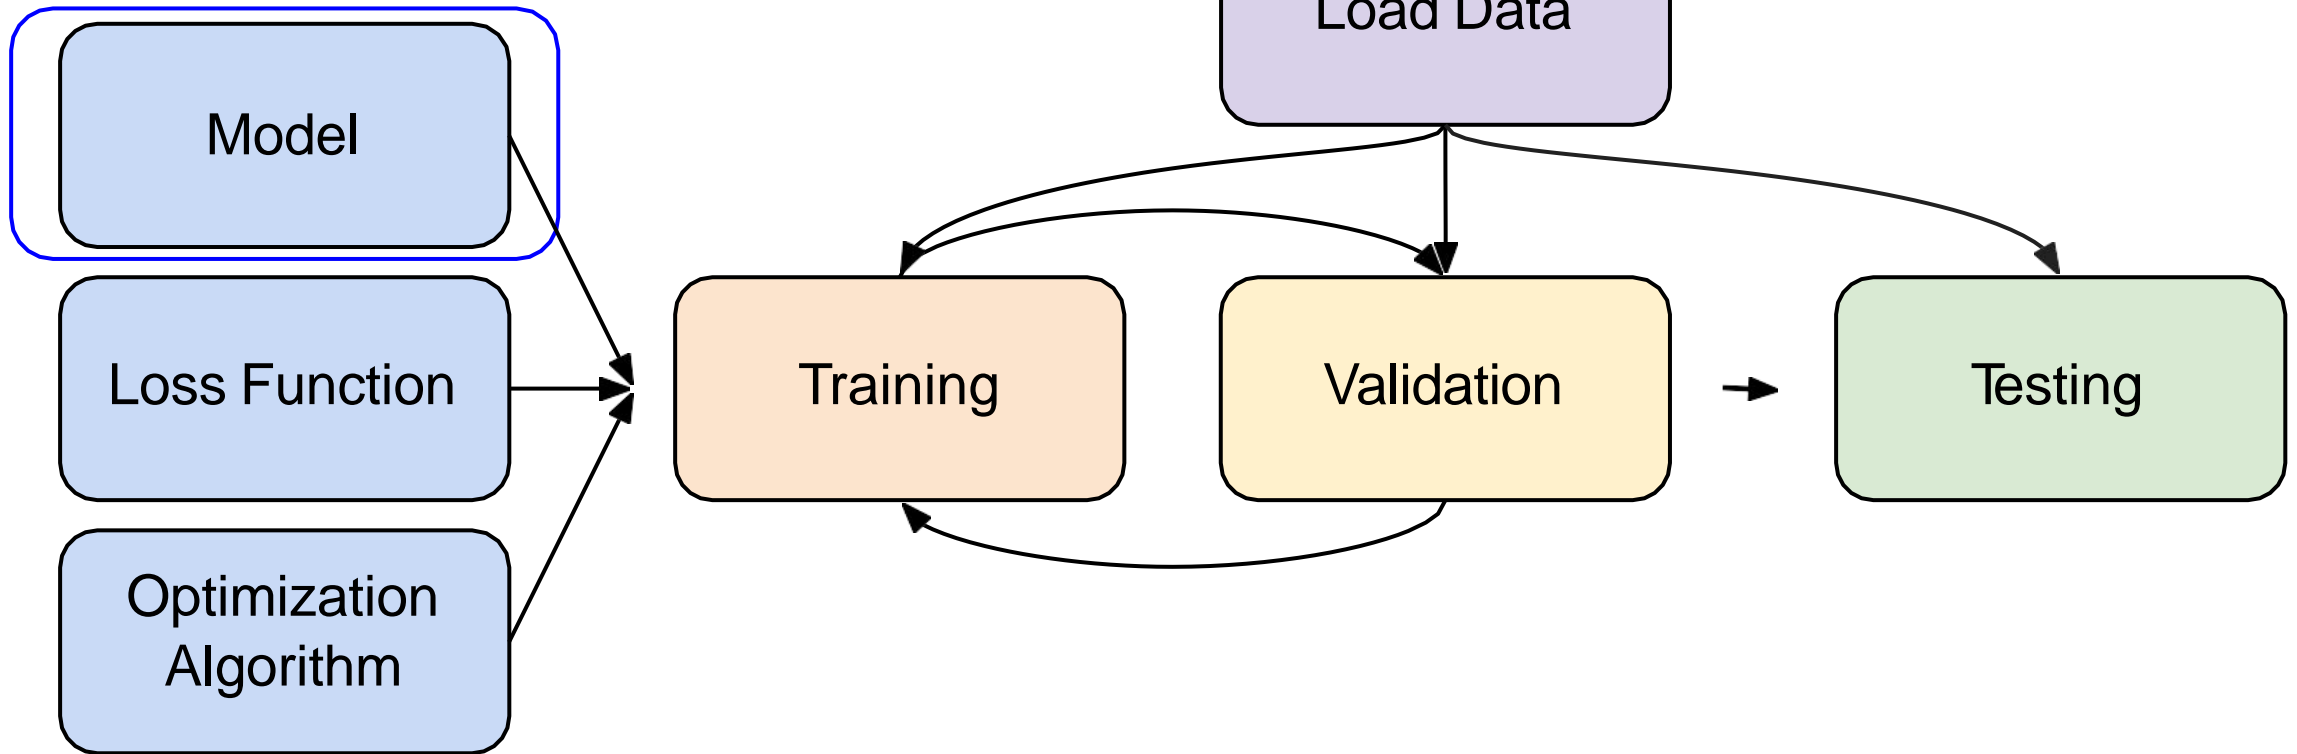 Load Data
Model
Loss Function
Training
Validation
Testing
Optimization
Algorithm